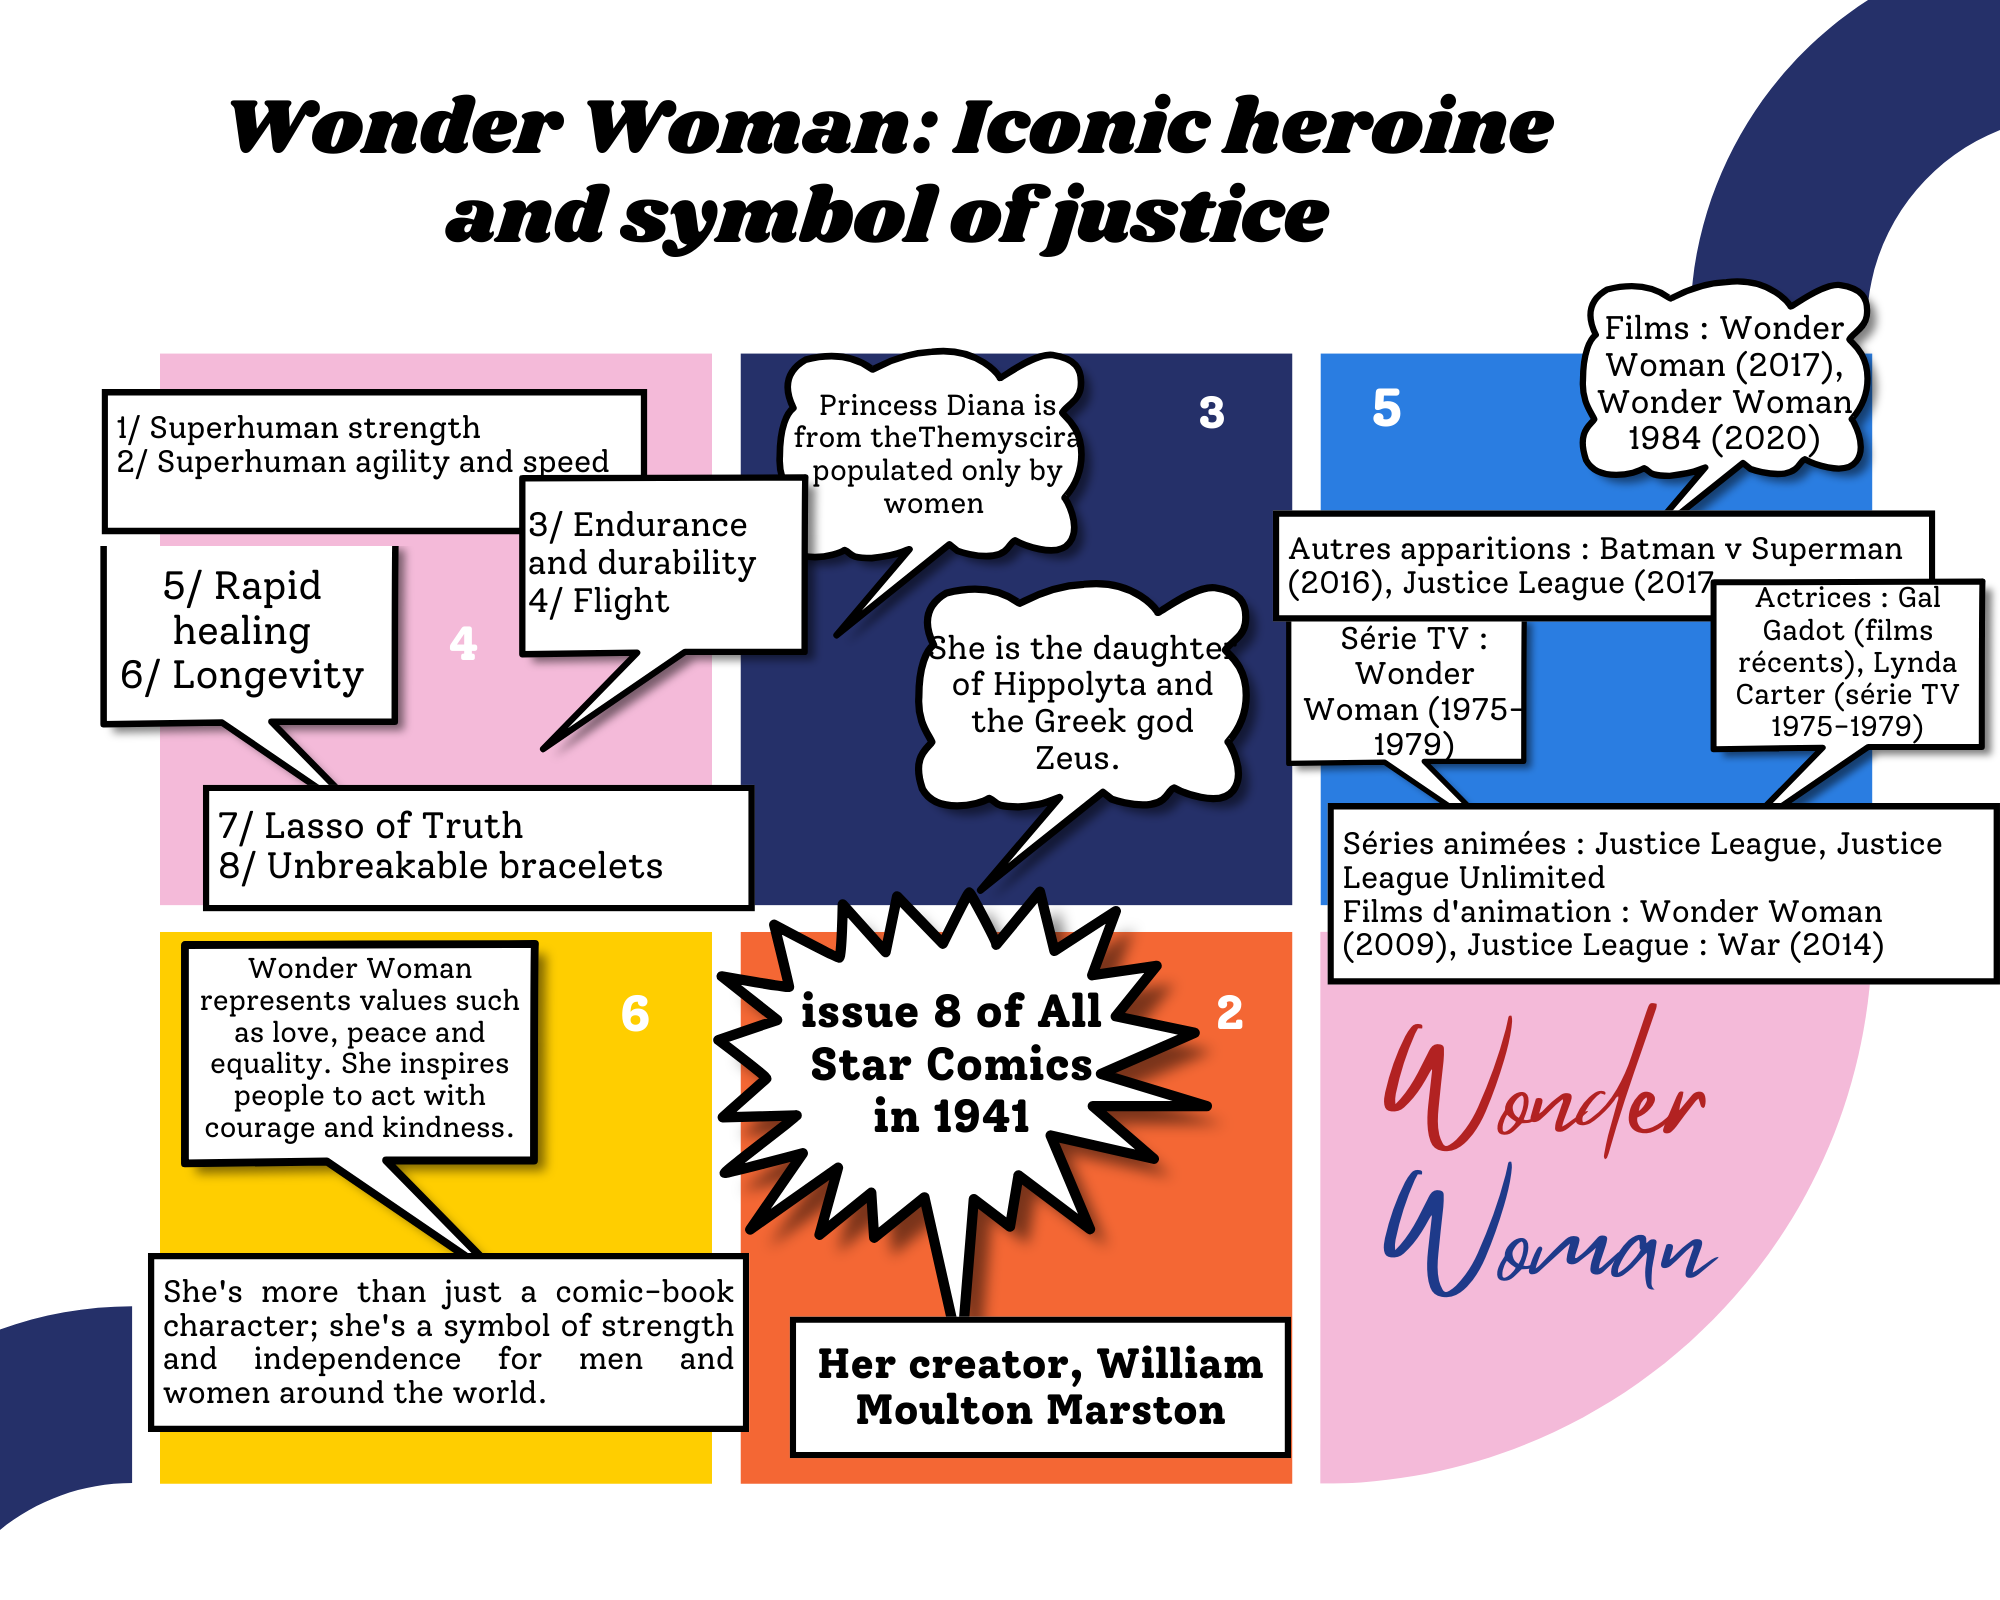 Wonder Woman: Iconic heroine
and symbol of justice
1/ Superhuman strength
2/ Superhuman agility and speed
3/ Endurance
and durability
4/ Flight
5/ Rapid
healing
6/ Longevity
4
7/ Lasso of Truth
8/ Unbreakable bracelets
Princess Diana is
from theThemyscira
populated only by
women
3
She is the daughter
of Hippolyta and
the Greek god
Zeus.
5
Films : Wonder
Woman (2017),
Wonder Woman
1984 (2020)
Autres apparitions : Batman v Superman
(2016), Justice League (2017
Série TV :
Wonder
Woman (1975-
1979)
Actrices : Gal
Gadot (films
récents), Lynda
Carter (série TV
1975-1979)
Séries animées : Justice League, Justice
League Unlimited
Films d'animation : Wonder Woman
(2009), Justice League : War (2014)
Wonder Woman
represents values such
as love, peace and
equality. She inspires
people to act with
courage and kindness.
6
She's more than just a comic-book
character; she's a symbol of strength
and independence for men and
women around the world.
issue 8 of All
Star Comics
in 1941
2
Her creator, William
Moulton Marston
Wonder
Woman